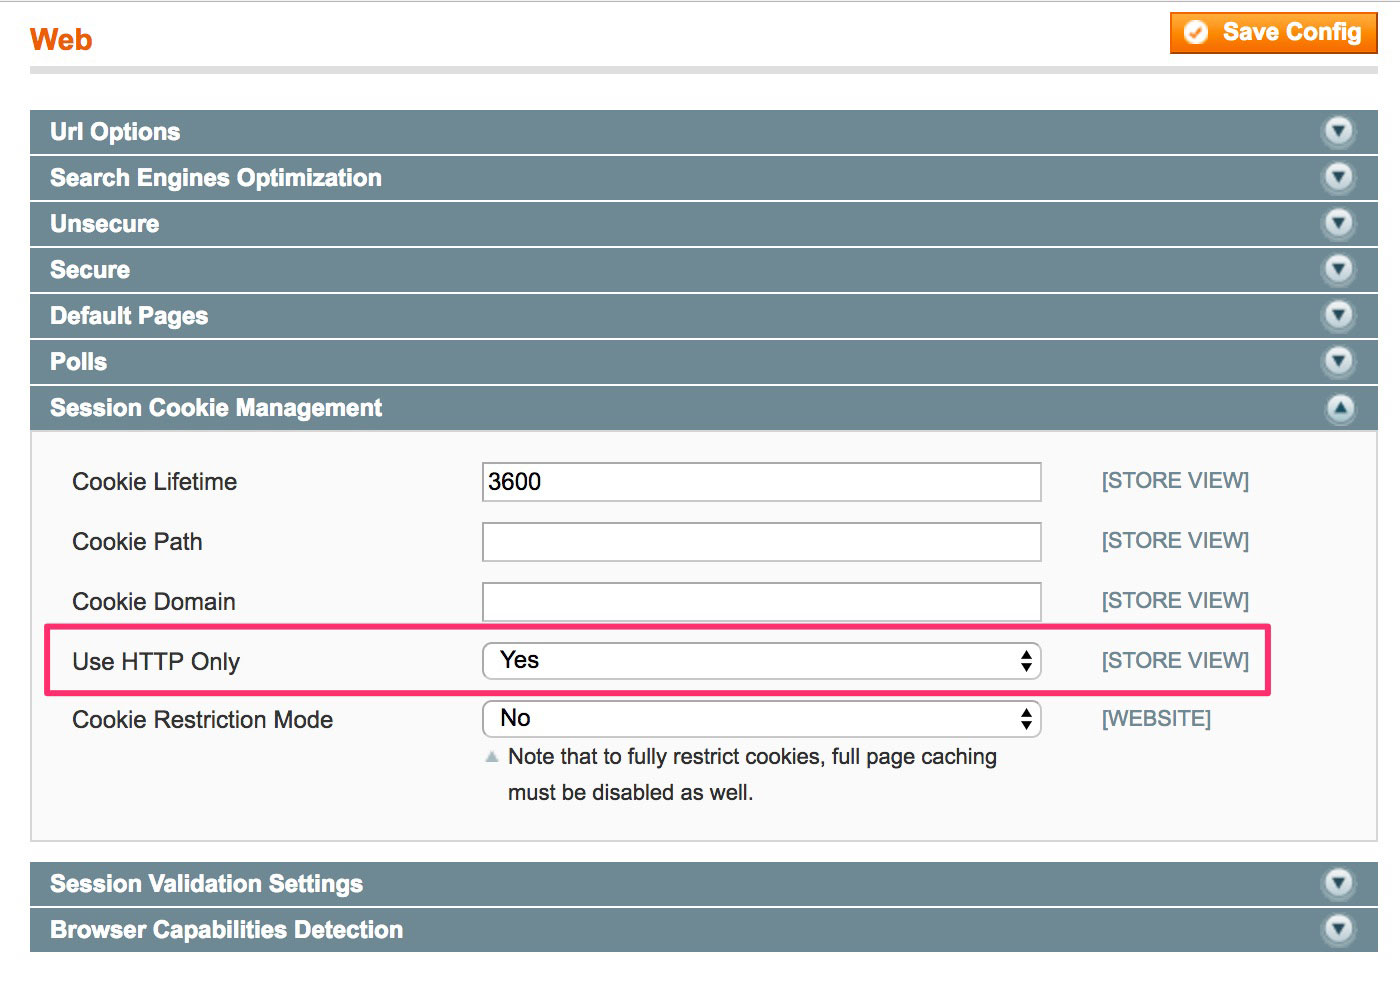 Web
Save Config
Url Options
Search Engines Optimization
Unsecure
Secure
Default Pages
Polls
Session Cookie Management
Cookie Lifetime 3600 [STORE VIEW]
Cookie Path [STORE VIEW]
Cookie Domain [STORE VIEW]
Use HTTP Only Yes [STORE VIEW]
Cookie Restriction Mode No [WEBSITE]
Note that to fully restrict cookies, full page caching
must be disabled as well.
Session Validation Settings
Browser Capabilities Detection